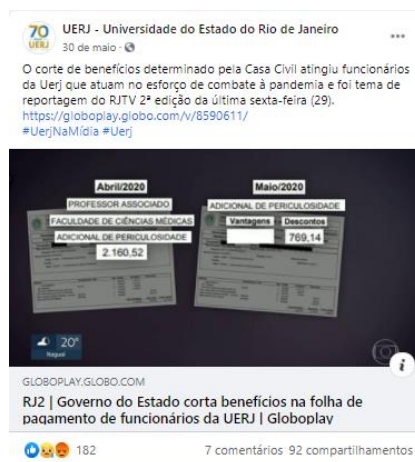 70
UERJ
UERJ - Universidade do Estado do Rio de Janeiro
30 de maio ·
O corte de benefícios determinado pela Casa Civil atingiu funcionários
da Uerj que atuam no esforço de combate à pandemia e foi tema de
reportagem do RJTV 2ª edição da última sexta-feira (29).
https://globoplay.globo.com/v/8590611/
#UerjNaMídia #Uerj
Abril/2020
PROFESSOR ASSOCIADO
FACULDADE DE CIÊNCIAS MÉDICAS
ADICIONAL DE PERICULOSIDADE
2.160,52
Maio/2020
ADICIONAL DE PERICULOSIDADE
Vantagens Descontos
769,14
20°
Itaguaí
GLOBOPLAY.GLOBO.COM
RJ2 | Governo do Estado corta benefícios na folha de
pagamento de funcionários da UERJ | Globoplay
182
7 comentários 92 compartilhamentos